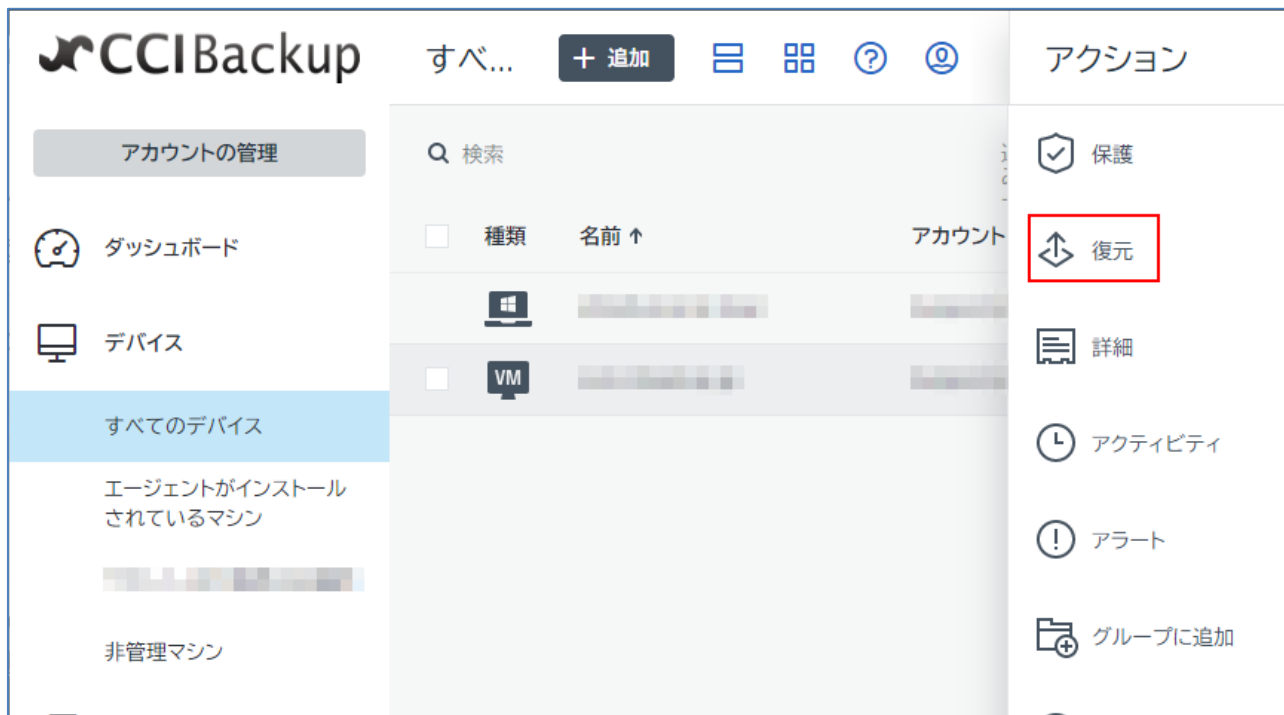 CCIBackup
すべ...
+ 追加
アクション
アカウントの管理
検索
保護
種類
名前 ↑
アカウント
復元
ダッシュボード
デバイス
詳細
VM
すべてのデバイス
アクティビティ
エージェントがインストール
されているマシン
アラート
グループに追加
非管理マシン